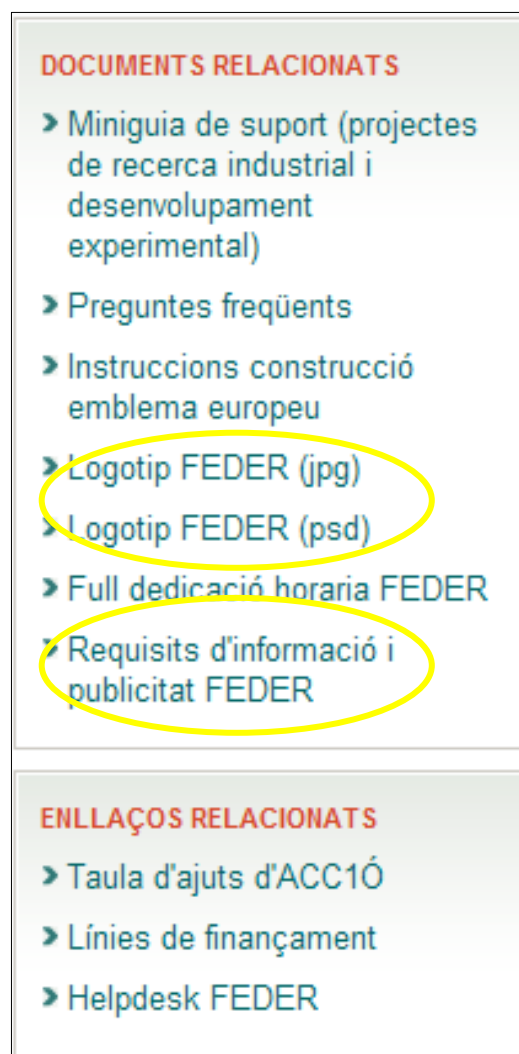 DOCUMENTS RELACIONATS
Miniguia de suport (projectes
de recerca industrial i
desenvolupament
experimental)
Preguntes freqüents
Instruccions construcció
emblema europeu
Logotip FEDER (jpg)
Logotip FEDER (psd)
Full dedicació horaria FEDER
Requisits d'informació i
publicitat FEDER
ENLLAÇOS RELACIONATS
Taula d'ajuts d'ACC1Ó
Línies de finançament
Helpdesk FEDER